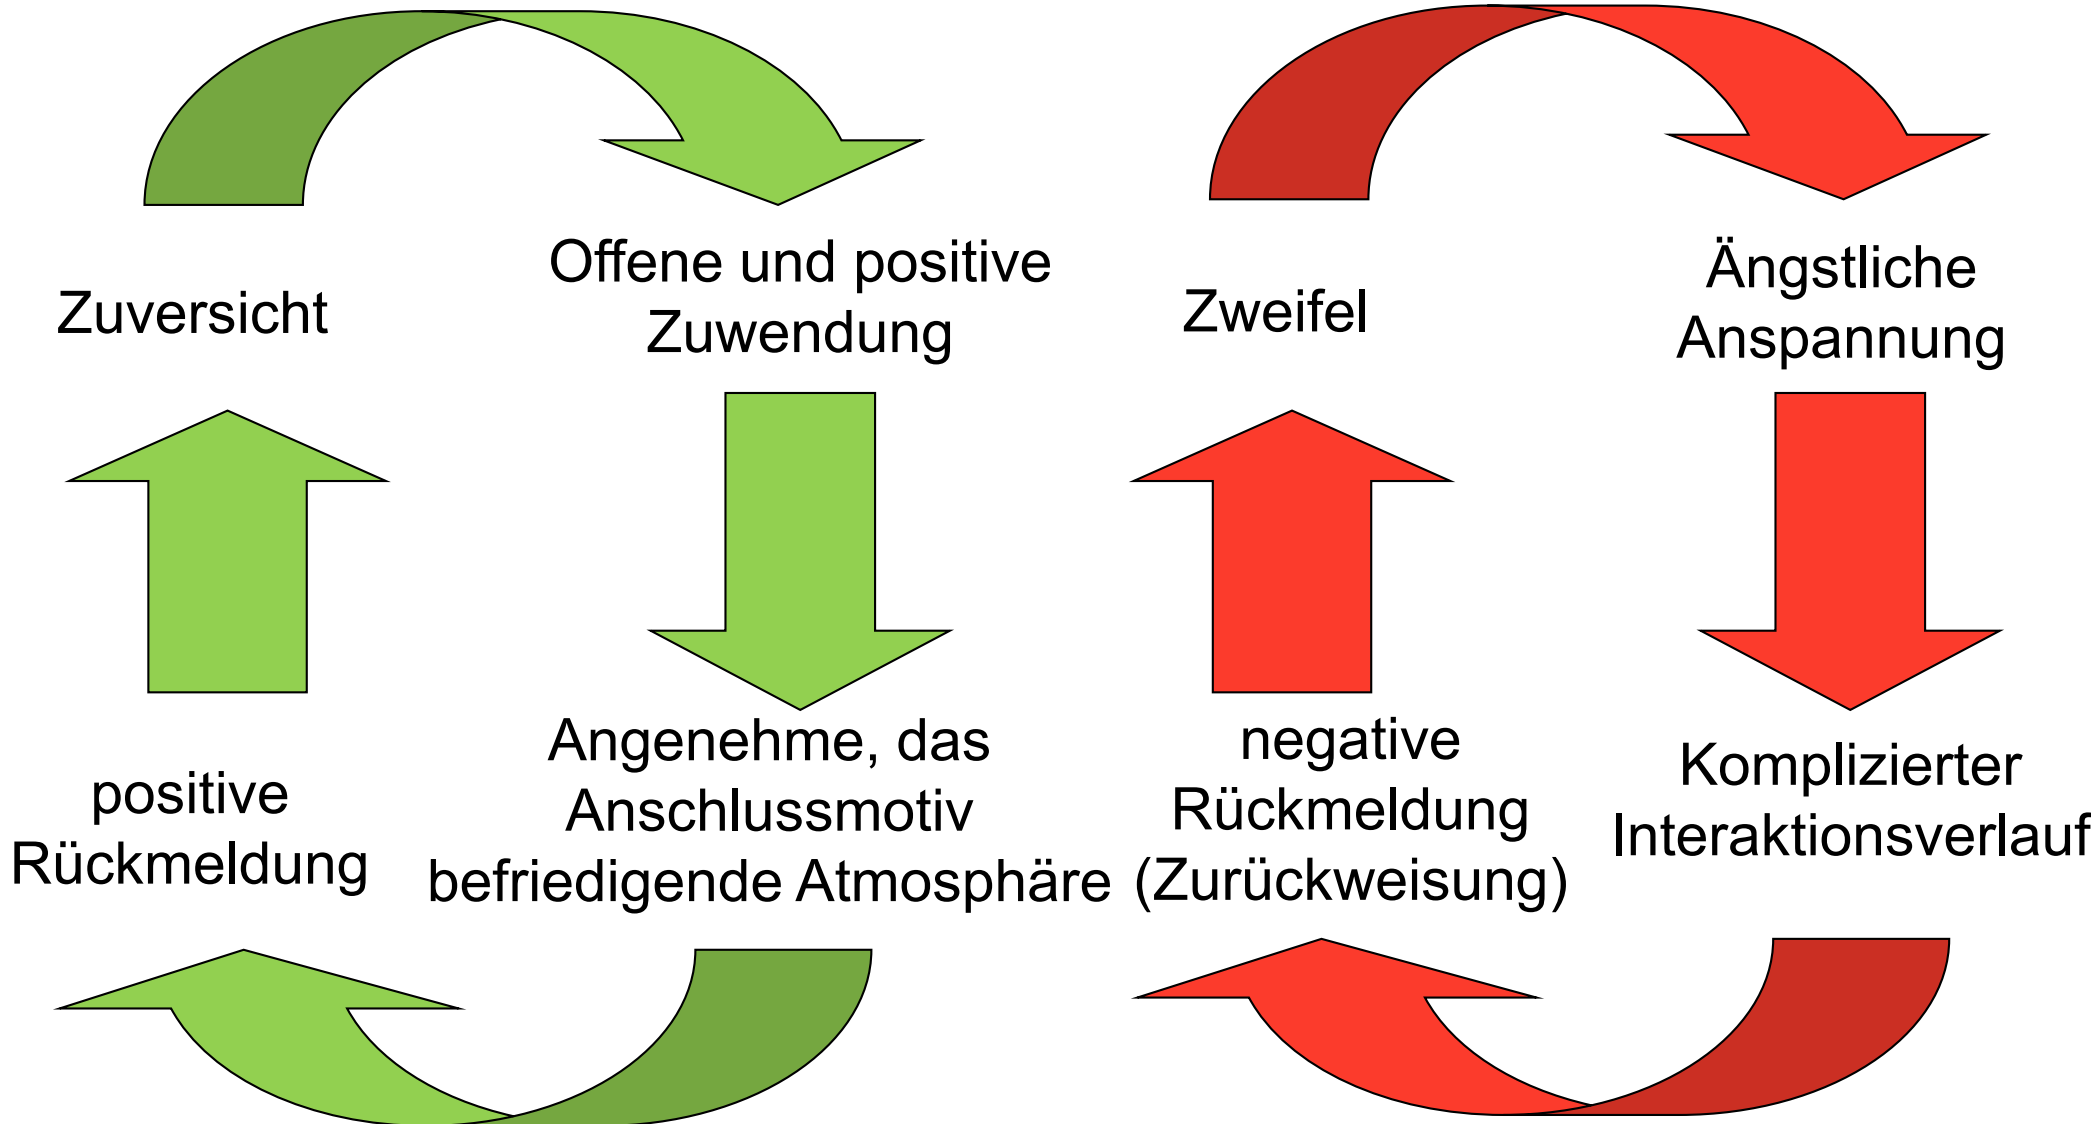 Zuversicht
Offene und positive
Zuwendung
Angenehme, das
Anschlussmotiv
befriedigende Atmosphäre
positive
Rückmeldung
Zweifel
Ängstliche
Anspannung
Komplizierter
Interaktionsverlauf
negative
Rückmeldung
(Zurückweisung)